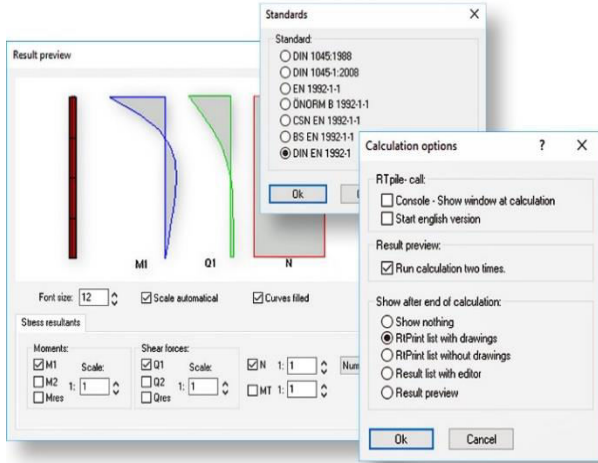 Standards
Standard:
DIN 1045:1988
DIN 1045-1:2008
EN 1992-1-1
ÖNORM B 1992-1-1
CSN EN 1992-1-1
BS EN 1992-1-1
DIN EN 1992-1
Ok
Result preview
M1 Q1 N
Font size: 12 Scale automatical Curves filled
Stress resultants
Moments: Shear forces:
M1 Scale: Q1 Scale: N 1: 1
M2 1: 1 Q2 1: 1 MT 1: 1
Mres Qres
Calculation options ? X
RTpile- call:
Console - Show window at calculation
Start english version
Result preview:
Run calculation two times.
Show after end of calculation:
Show nothing
RtPrint list with drawings
RtPrint list without drawings
Result list with editor
Result preview
Ok Cancel